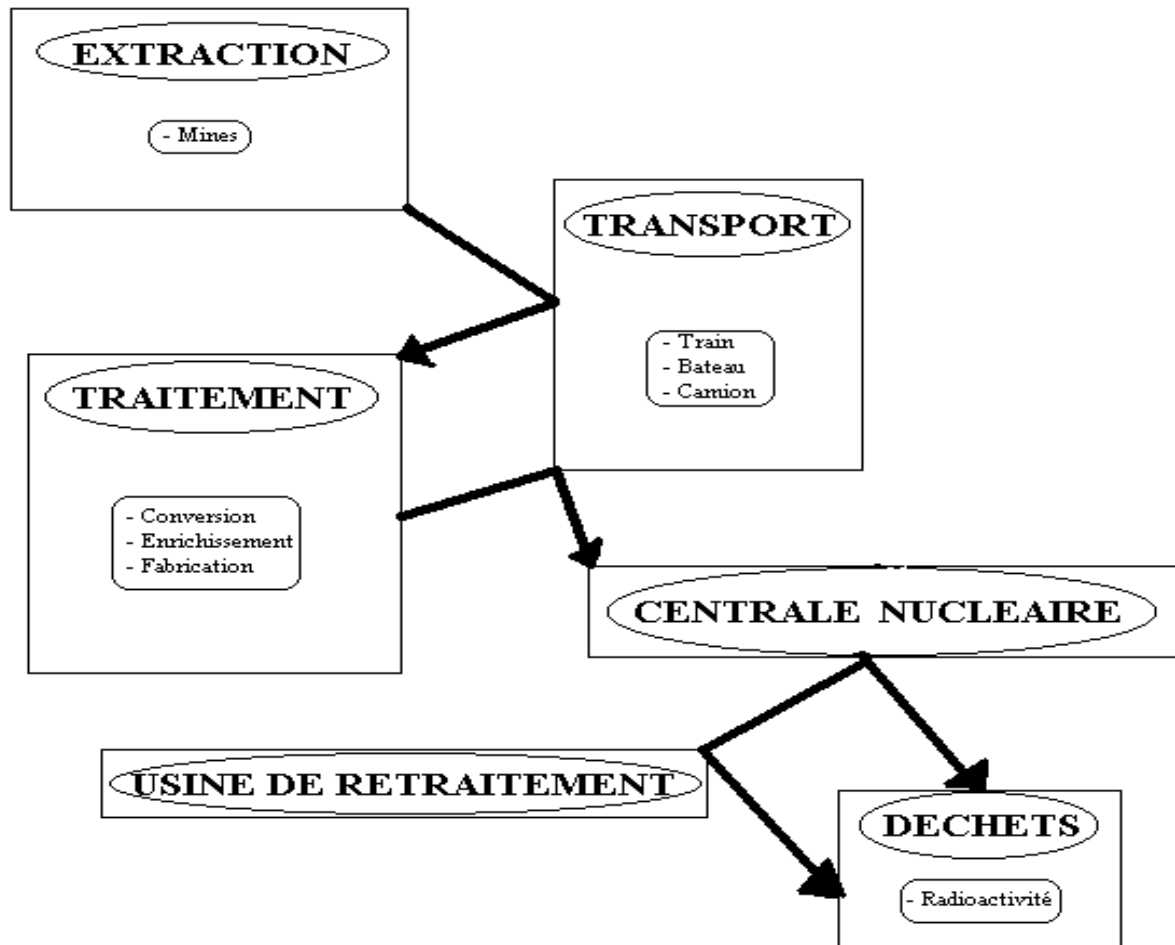 EXTRACTION
- Mines
TRANSPORT
- Train
- Bateau
- Camion
TRAITEMENT
- Conversion
- Enrichissement
- Fabrication
CENTRALE NUCLEAIRE
USINE DE RETRAITEMENT
DECHETS
- Radioactivité